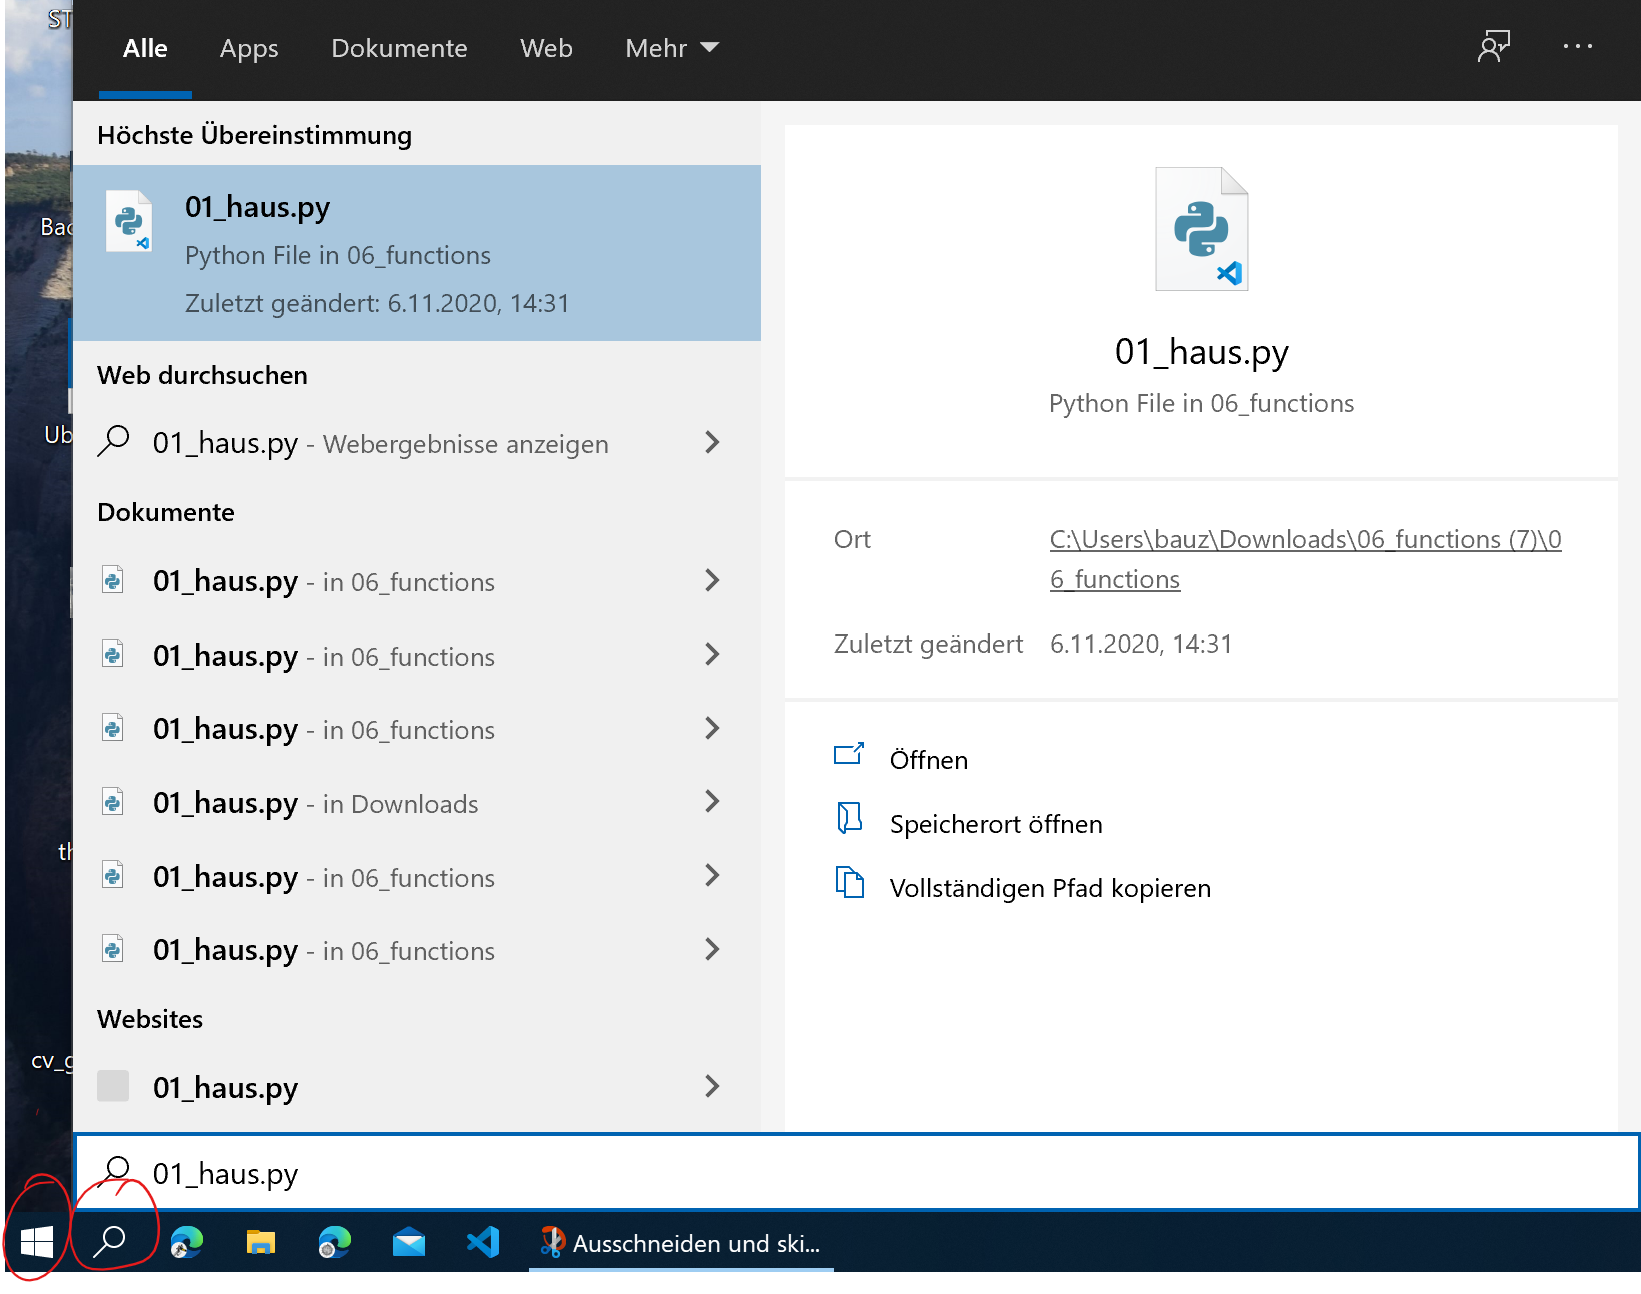 ST
Alle Apps Dokumente Web Mehr
Höchste Übereinstimmung
01_haus.py
Python File in 06_functions
Zuletzt geändert: 6.11.2020, 14:31
Web durchsuchen
01_haus.py - Webergebnisse anzeigen
Dokumente
01_haus.py - in 06_functions
01_haus.py - in 06_functions
01_haus.py - in 06_functions
01_haus.py - in Downloads
01_haus.py - in 06_functions
01_haus.py - in 06_functions
Websites
01_haus.py
01_haus.py
Python File in 06_functions
Ort C:\Users\bauz\Downloads\06_functions (7)\0
6_functions
Zuletzt geändert 6.11.2020, 14:31
Öffnen
Speicherort öffnen
Vollständigen Pfad kopieren
Bac
Ub
th
cv_g
01_haus.py
Ausschneiden und ski...